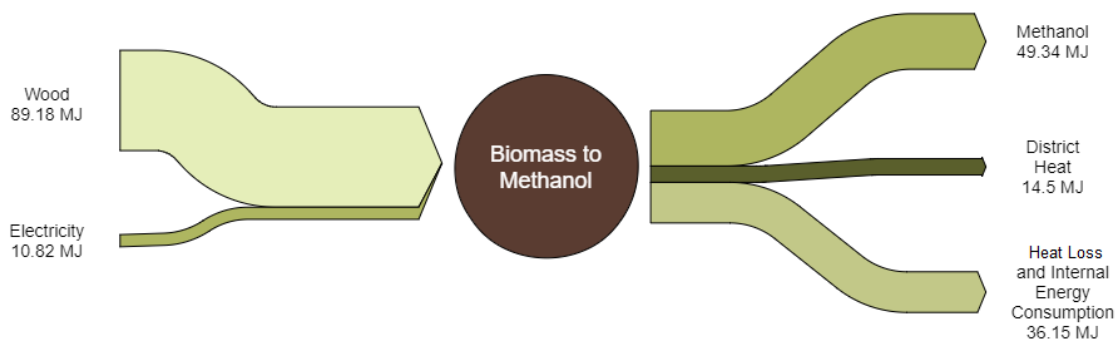 Wood
89.18 MJ
Electricity
10.82 MJ
Biomass to
Methanol
Methanol
49.34 MJ
District
Heat
14.5 MJ
Heat Loss
and Internal
Energy
Consumption
36.15 MJ